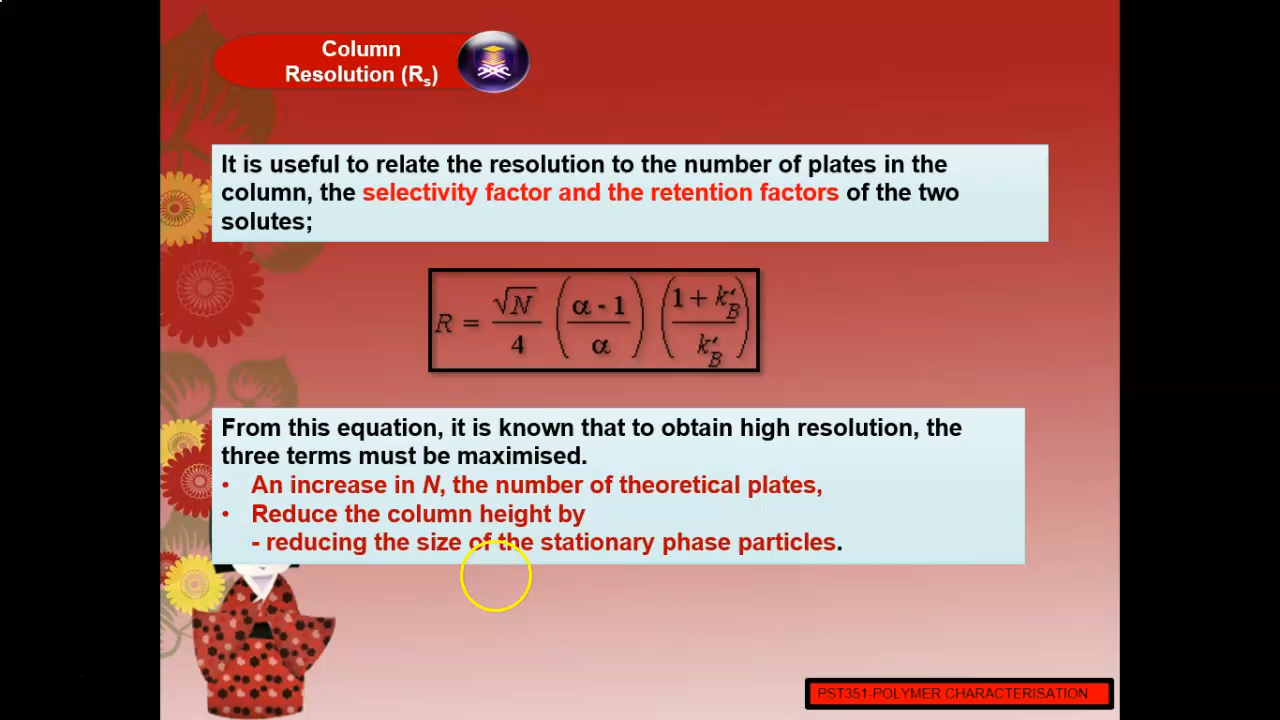 Column
Resolution (Rs)
It is useful to relate the resolution to the number of plates in the
column, the selectivity factor and the retention factors of the two
solutes;
R = √N/4 (α - 1/α) (1 + k′B/k′B)
From this equation, it is known that to obtain high resolution, the
three terms must be maximised.
• An increase in N, the number of theoretical plates,
• Reduce the column height by
- reducing the size of the stationary phase particles.
PST351-POLYMER CHARACTERISATION